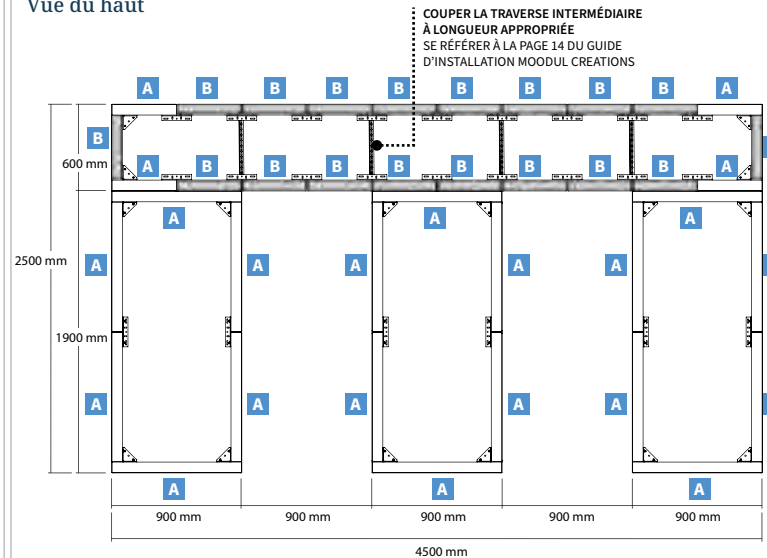 Vue du haut
COUPER LA TRAVERSE INTERMÉDIAIRE
À LONGUEUR APPROPRIÉE
SE RÉFÉRER À LA PAGE 14 DU GUIDE
D'INSTALLATION MOODUL CREATIONS
A B B B B B B B B A
B
600 mm
A B B B B B B B B A
A A A
2500 mm
A A A A A
1900 mm
A A A A A
A A A
900 mm 900 mm 900 mm 900 mm 900 mm
4500 mm